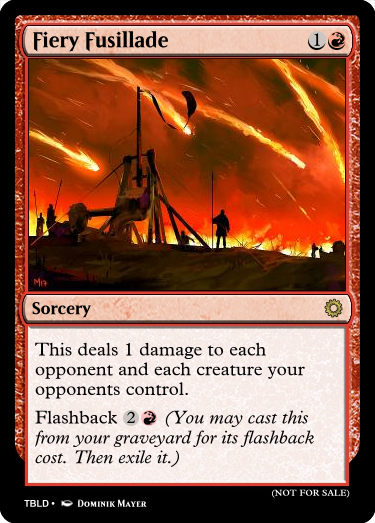 Fiery Fusillade 1
Sorcery
This deals 1 damage to each
opponent and each creature your
opponents control.
Flashback 2 (You may cast this
from your graveyard for its flashback
cost. Then exile it.)
(NOT FOR SALE)
TBLD • Dominik Mayer